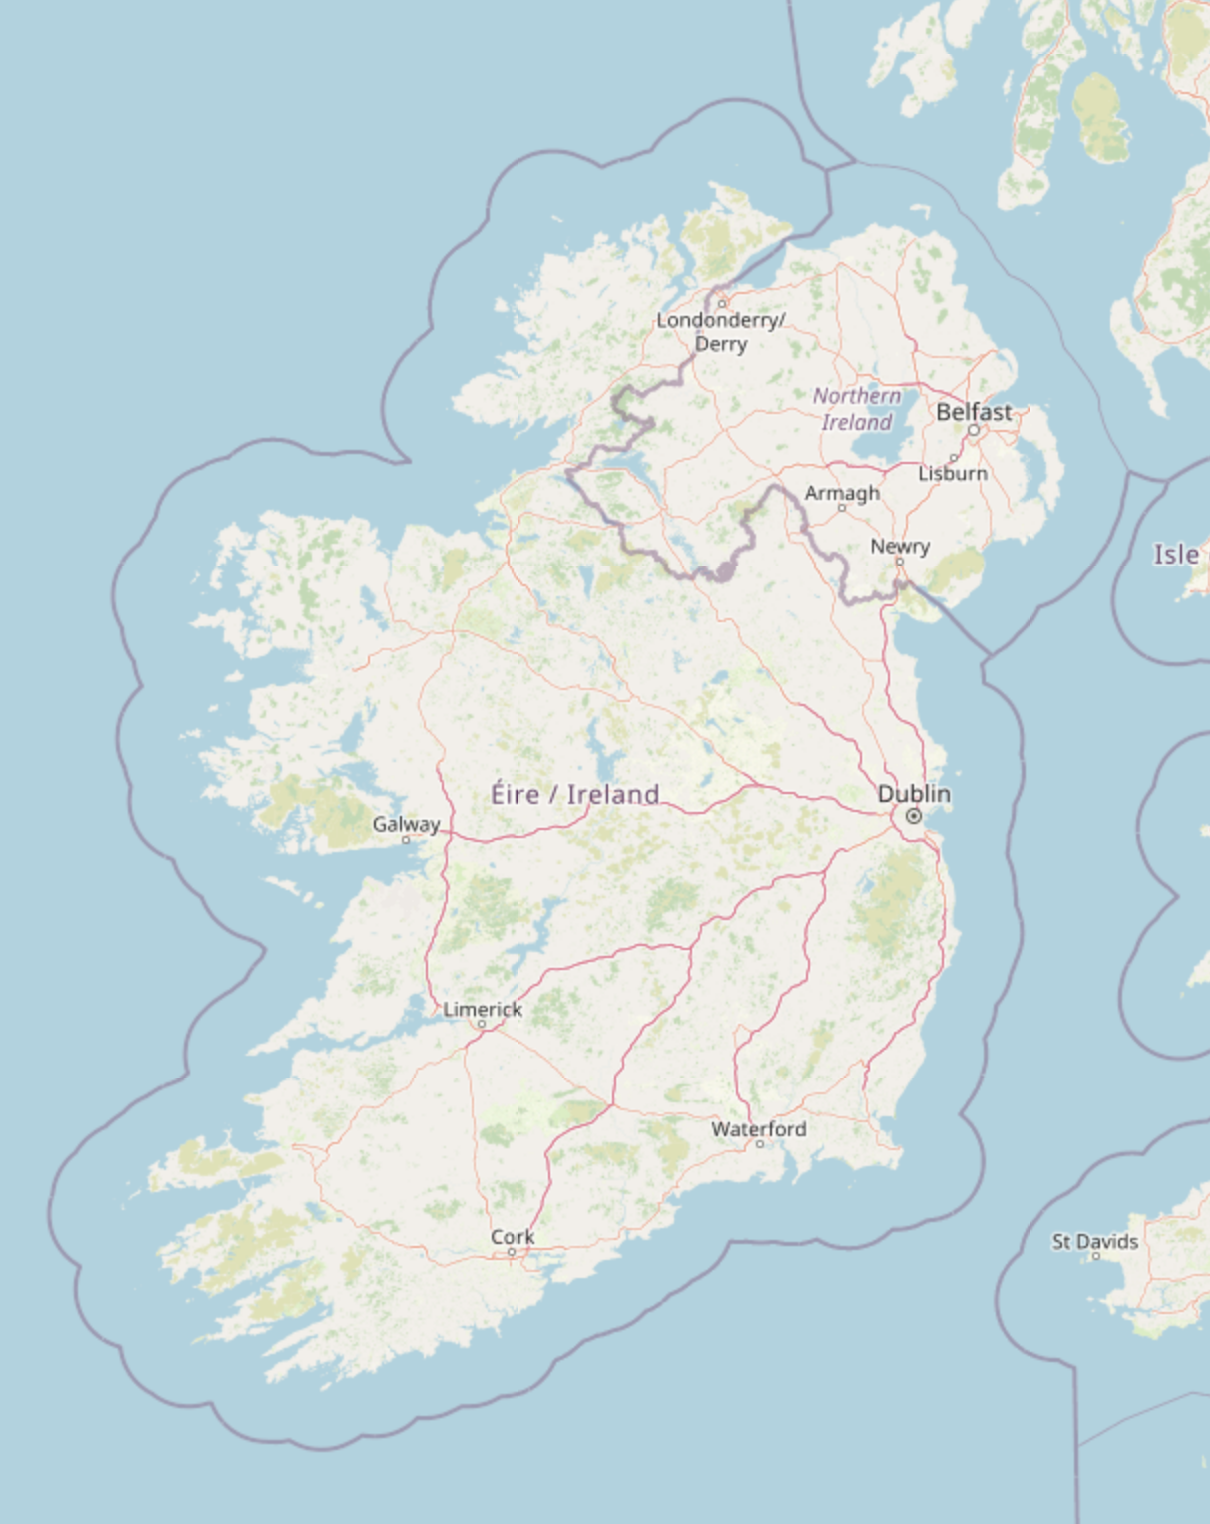 Londonderry/
Derry
Northern
Ireland
Belfast
Lisburn
Armagh
Newry
Isle
Éire / Ireland
Dublin
Galway
Limerick
Waterford
Cork
St Davids